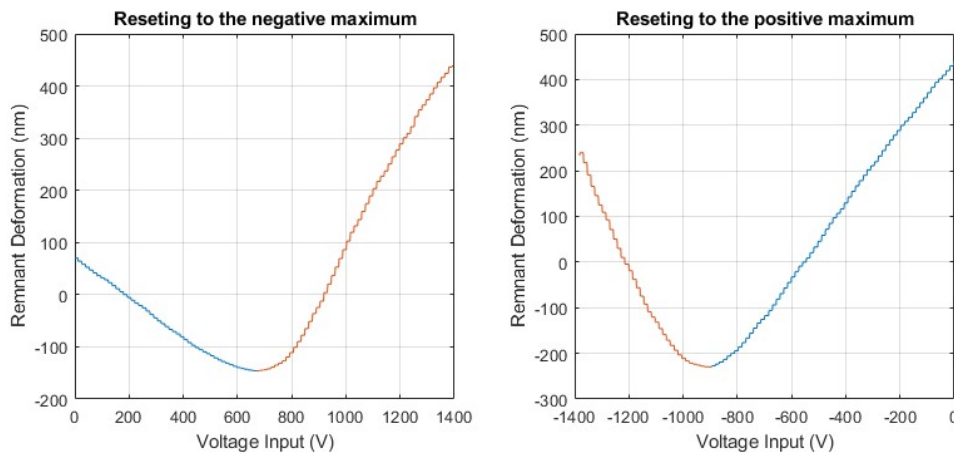 Reseting to the negative maximum
500
400
300
200
100
0
-100
-200
Remnant Deformation (nm)
0 200 400 600 800 1000 1200 1400
Voltage Input (V)
Reseting to the positive maximum
500
400
300
200
100
0
-100
-200
-300
Remnant Deformation (nm)
-1400 -1200 -1000 -800 -600 -400 -200 0
Voltage Input (V)